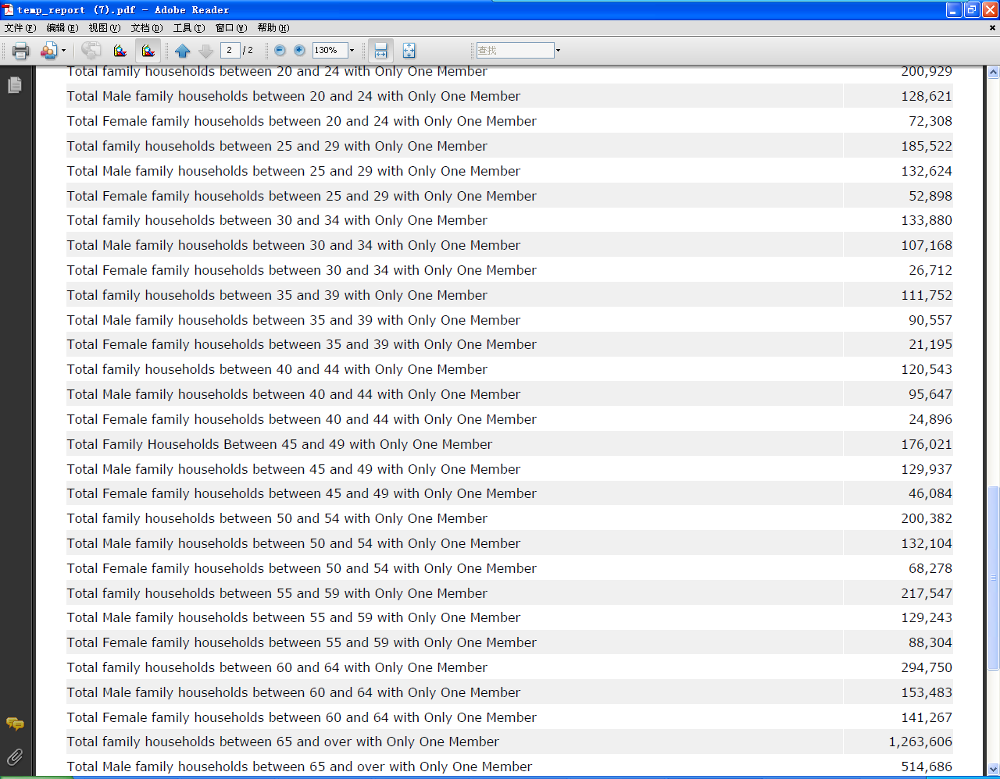 temp_report (7).pdf - Adobe Reader
文件(F) 编辑(E) 视图(V) 文档(D) 工具(T) 窗口(W) 帮助(H)
2 / 2 130% 查找
Total family households between 20 and 24 with Only One Member 200,929
Total Male family households between 20 and 24 with Only One Member 128,621
Total Female family households between 20 and 24 with Only One Member 72,308
Total family households between 25 and 29 with Only One Member 185,522
Total Male family households between 25 and 29 with Only One Member 132,624
Total Female family households between 25 and 29 with Only One Member 52,898
Total family households between 30 and 34 with Only One Member 133,880
Total Male family households between 30 and 34 with Only One Member 107,168
Total Female family households between 30 and 34 with Only One Member 26,712
Total family households between 35 and 39 with Only One Member 111,752
Total Male family households between 35 and 39 with Only One Member 90,557
Total Female family households between 35 and 39 with Only One Member 21,195
Total family households between 40 and 44 with Only One Member 120,543
Total Male family households between 40 and 44 with Only One Member 95,647
Total Female family households between 40 and 44 with Only One Member 24,896
Total Family Households Between 45 and 49 with Only One Member 176,021
Total Male family households between 45 and 49 with Only One Member 129,937
Total Female family households between 45 and 49 with Only One Member 46,084
Total family households between 50 and 54 with Only One Member 200,382
Total Male family households between 50 and 54 with Only One Member 132,104
Total Female family households between 50 and 54 with Only One Member 68,278
Total family households between 55 and 59 with Only One Member 217,547
Total Male family households between 55 and 59 with Only One Member 129,243
Total Female family households between 55 and 59 with Only One Member 88,304
Total family households between 60 and 64 with Only One Member 294,750
Total Male family households between 60 and 64 with Only One Member 153,483
Total Female family households between 60 and 64 with Only One Member 141,267
Total family households between 65 and over with Only One Member 1,263,606
Total Male family households between 65 and over with Only One Member 514,686